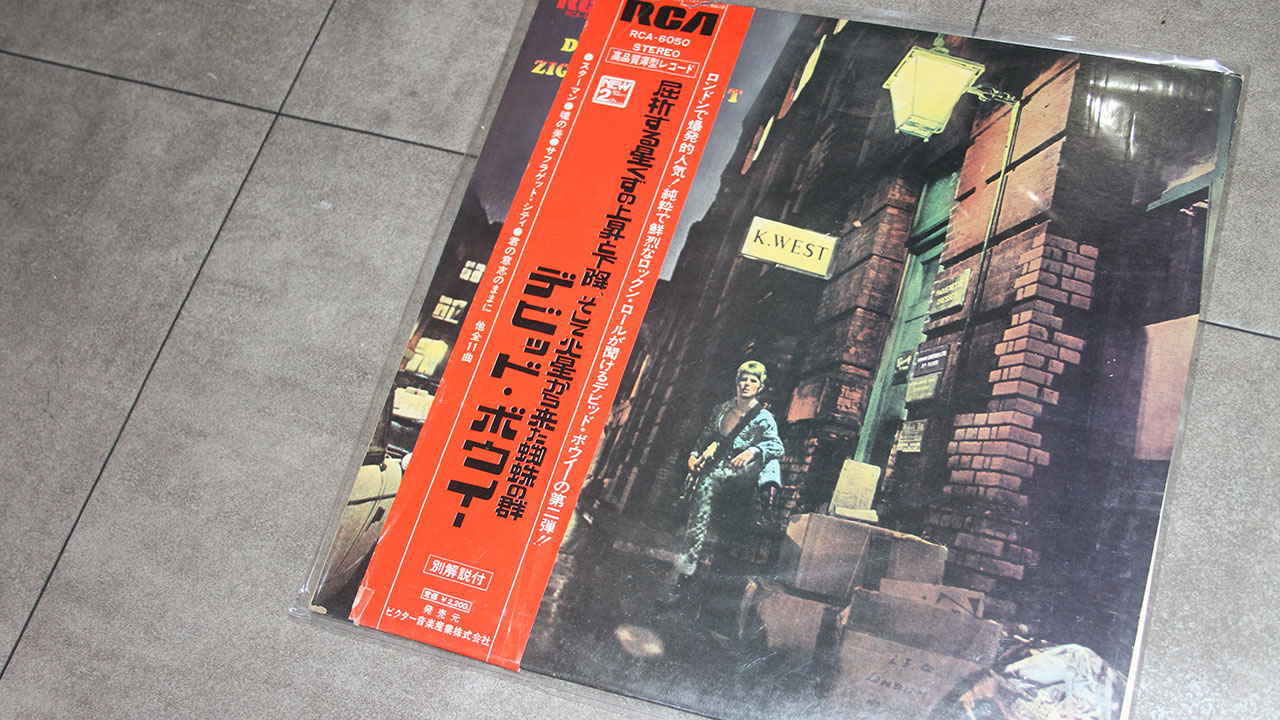 RCA
RCA-6050
STEREO
高品質薄型レコード
NEW
2
ロンドンで爆発的人気!純粋で鮮烈なロックン・ロールが聞けるデビッド・ボウイーの第二弾!!
屈折する星くずの上昇と下降、そして火星から来た蜘蛛の群
デビッド・ボウイー
●スターマン●魂の美●サフラゲット・シティ●君の意志のままに 他全11曲
別解説付
定価 ¥2,200.
発売元
ビクター音楽産業株式会社
RCA
D
ZIG
T
K.WEST